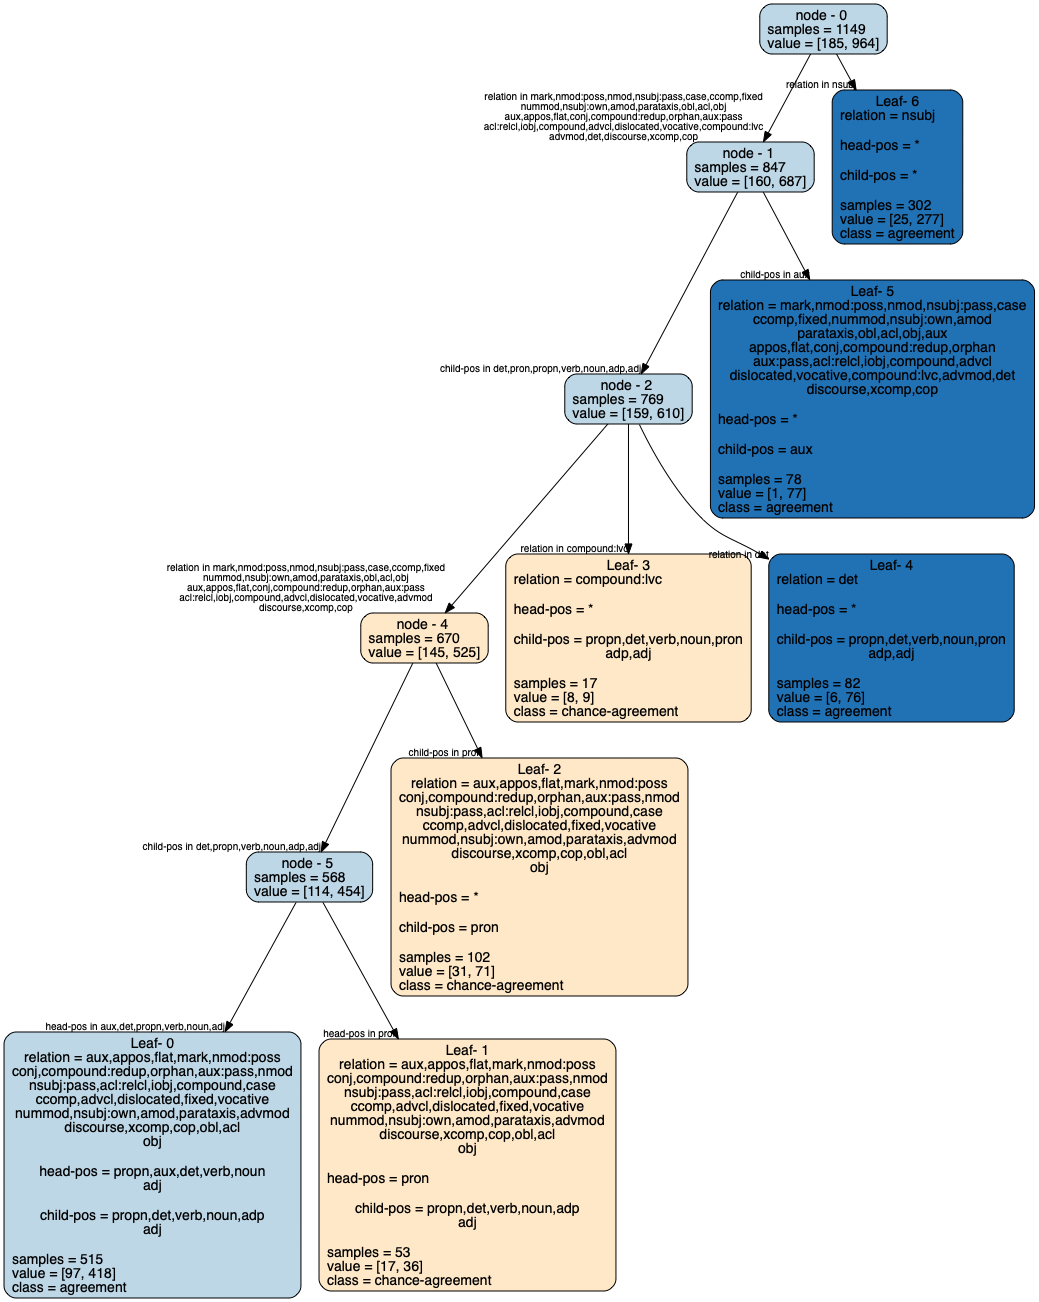 node - 0
samples = 1149
value = [185, 964]
relation in nsubj
relation in mark,nmod:poss,nmod,nsubj:pass,case,ccomp,fixed
nummod,nsubj:own,amod,parataxis,obl,acl,obj
aux,appos,flat,conj,compound:redup,orphan,aux:pass
acl:relcl,iobj,compound,advcl,dislocated,vocative,compound:lvc
advmod,det,discourse,xcomp,cop
Leaf- 6
relation = nsubj
head-pos = *
child-pos = *
samples = 302
value = [25, 277]
class = agreement
node - 1
samples = 847
value = [160, 687]
child-pos in aux
Leaf- 5
relation = mark,nmod:poss,nmod,nsubj:pass,case
ccomp,fixed,nummod,nsubj:own,amod
parataxis,obl,acl,obj,aux
appos,flat,conj,compound:redup,orphan
aux:pass,acl:relcl,iobj,compound,advcl
dislocated,vocative,compound:lvc,advmod,det
discourse,xcomp,cop
head-pos = *
child-pos = aux
samples = 78
value = [1, 77]
class = agreement
child-pos in det,pron,propn,verb,noun,adp,adj
node - 2
samples = 769
value = [159, 610]
relation in mark,nmod:poss,nmod,nsubj:pass,case,ccomp,fixed
nummod,nsubj:own,amod,parataxis,obl,acl,obj
aux,appos,flat,conj,compound:redup,orphan,aux:pass
acl:relcl,iobj,compound,advcl,dislocated,vocative,advmod
discourse,xcomp,cop
relation in compound:lvc
relation in det
Leaf- 3
relation = compound:lvc
head-pos = *
child-pos = propn,det,verb,noun,pron
adp,adj
samples = 17
value = [8, 9]
class = chance-agreement
Leaf- 4
relation = det
head-pos = *
child-pos = propn,det,verb,noun,pron
adp,adj
samples = 82
value = [6, 76]
class = agreement
node - 4
samples = 670
value = [145, 525]
child-pos in pron
Leaf- 2
relation = aux,appos,flat,mark,nmod:poss
conj,compound:redup,orphan,aux:pass,nmod
nsubj:pass,acl:relcl,iobj,compound,case
ccomp,advcl,dislocated,fixed,vocative
nummod,nsubj:own,amod,parataxis,advmod
discourse,xcomp,cop,obl,acl
obj
head-pos = *
child-pos = pron
samples = 102
value = [31, 71]
class = chance-agreement
child-pos in det,propn,verb,noun,adp,adj
node - 5
samples = 568
value = [114, 454]
head-pos in aux,det,propn,verb,noun,adj
Leaf- 0
relation = aux,appos,flat,mark,nmod:poss
conj,compound:redup,orphan,aux:pass,nmod
nsubj:pass,acl:relcl,iobj,compound,case
ccomp,advcl,dislocated,fixed,vocative
nummod,nsubj:own,amod,parataxis,advmod
discourse,xcomp,cop,obl,acl
obj
head-pos = propn,aux,det,verb,noun
adj
child-pos = propn,det,verb,noun,adp
adj
samples = 515
value = [97, 418]
class = agreement
head-pos in pron
Leaf- 1
relation = aux,appos,flat,mark,nmod:poss
conj,compound:redup,orphan,aux:pass,nmod
nsubj:pass,acl:relcl,iobj,compound,case
ccomp,advcl,dislocated,fixed,vocative
nummod,nsubj:own,amod,parataxis,advmod
discourse,xcomp,cop,obl,acl
obj
head-pos = pron
child-pos = propn,det,verb,noun,adp
adj
samples = 53
value = [17, 36]
class = chance-agreement